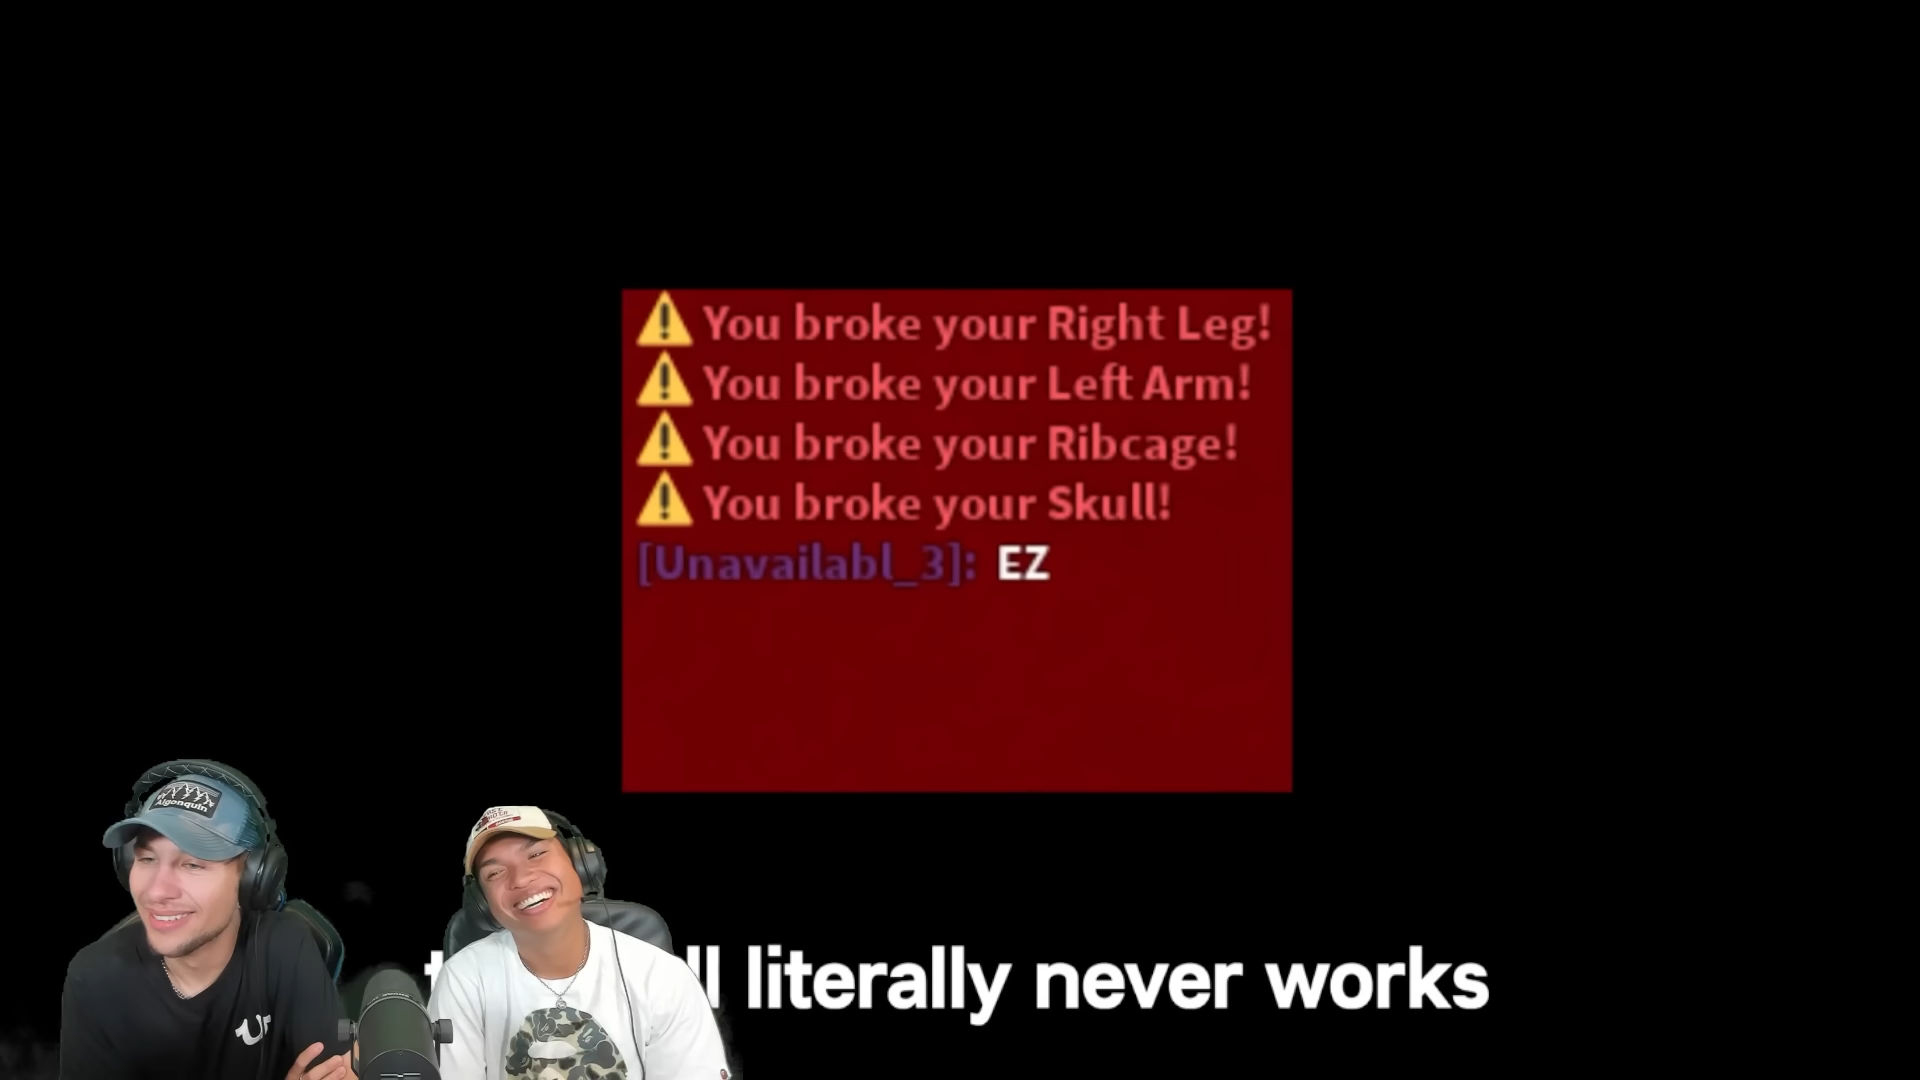 ⚠ You broke your Right Leg!
⚠ You broke your Left Arm!
⚠ You broke your Ribcage!
⚠ You broke your Skull!
[Unavailabl_3]: EZ
literally never works
Algonquin